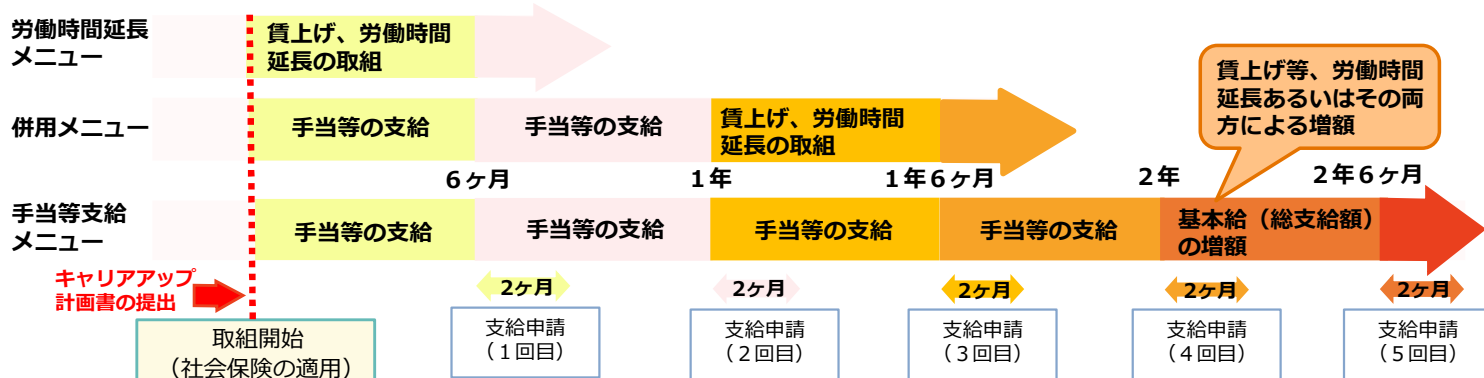 労働時間延長
メニュー
賃上げ、労働時間
延長の取組
賃上げ等、労働時間
延長あるいはその両
方による増額
併用メニュー
手当等の支給
手当等の支給
賃上げ、労働時間
延長の取組
6ヶ月
1年
1年6ヶ月
2年
2年6ヶ月
手当等支給
メニュー
手当等の支給
手当等の支給
手当等の支給
手当等の支給
基本給（総支給額）
の増額
キャリアアップ
計画書の提出
2ヶ月
2ヶ月
2ヶ月
2ヶ月
2ヶ月
取組開始
（社会保険の適用）
支給申請
（１回目）
支給申請
（２回目）
支給申請
（３回目）
支給申請
（４回目）
支給申請
（５回目）